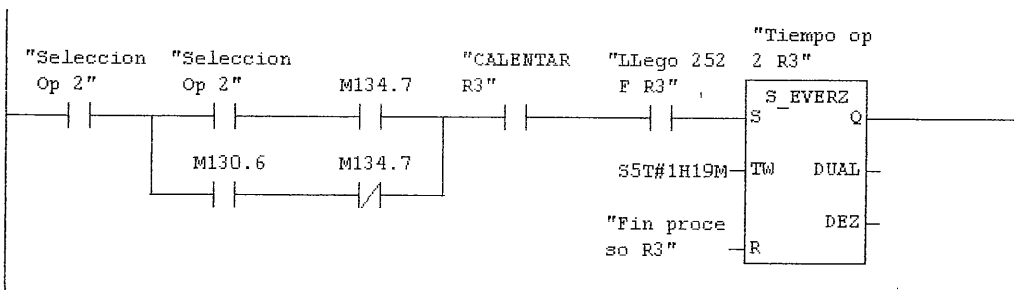 "Tiempo op
2 R3"
"Seleccion
Op 2"
"Seleccion
Op 2"
M134.7
"CALENTAR
R3"
"LLego 252
F R3"
S_EVERZ
S
Q
M130.6
M134.7
S5T#1H19M
TW
DUAL
"Fin proce
so R3"
DEZ
R